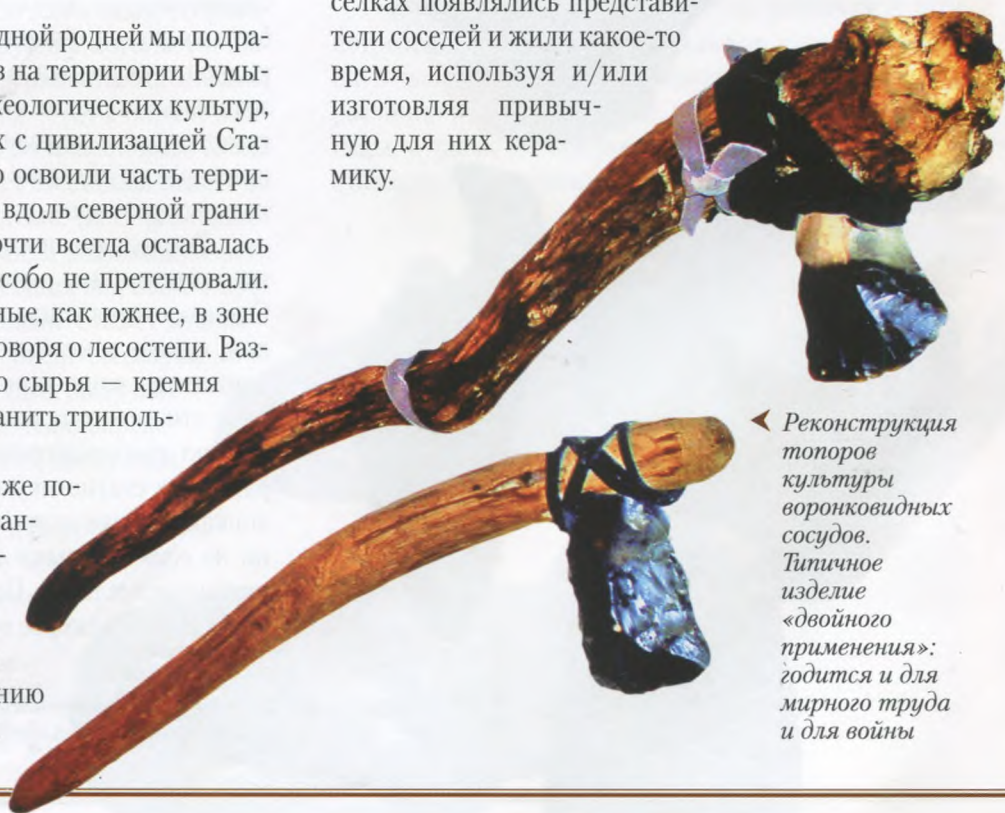 дной родней мы подра-
в на территории Румы-
хеологических культур,
х с цивилизацией Ста-
о освоили часть терри-
вдоль северной грани-
очти всегда оставалась
собо не претендовали.
ные, как южнее, в зоне
оворя о лесостепи. Раз-
о сырья — кремня
анить триполь-
же по-
ан-
-
нию
селках появлялись представи-
тели соседей и жили какое-то
время, используя и/или
изготовляя привыч-
ную для них кера-
мику.
Реконструкция
топоров
культуры
воронковидных
сосудов.
Типичное
изделие
«двойного
применения»:
годится и для
мирного труда
и для войны